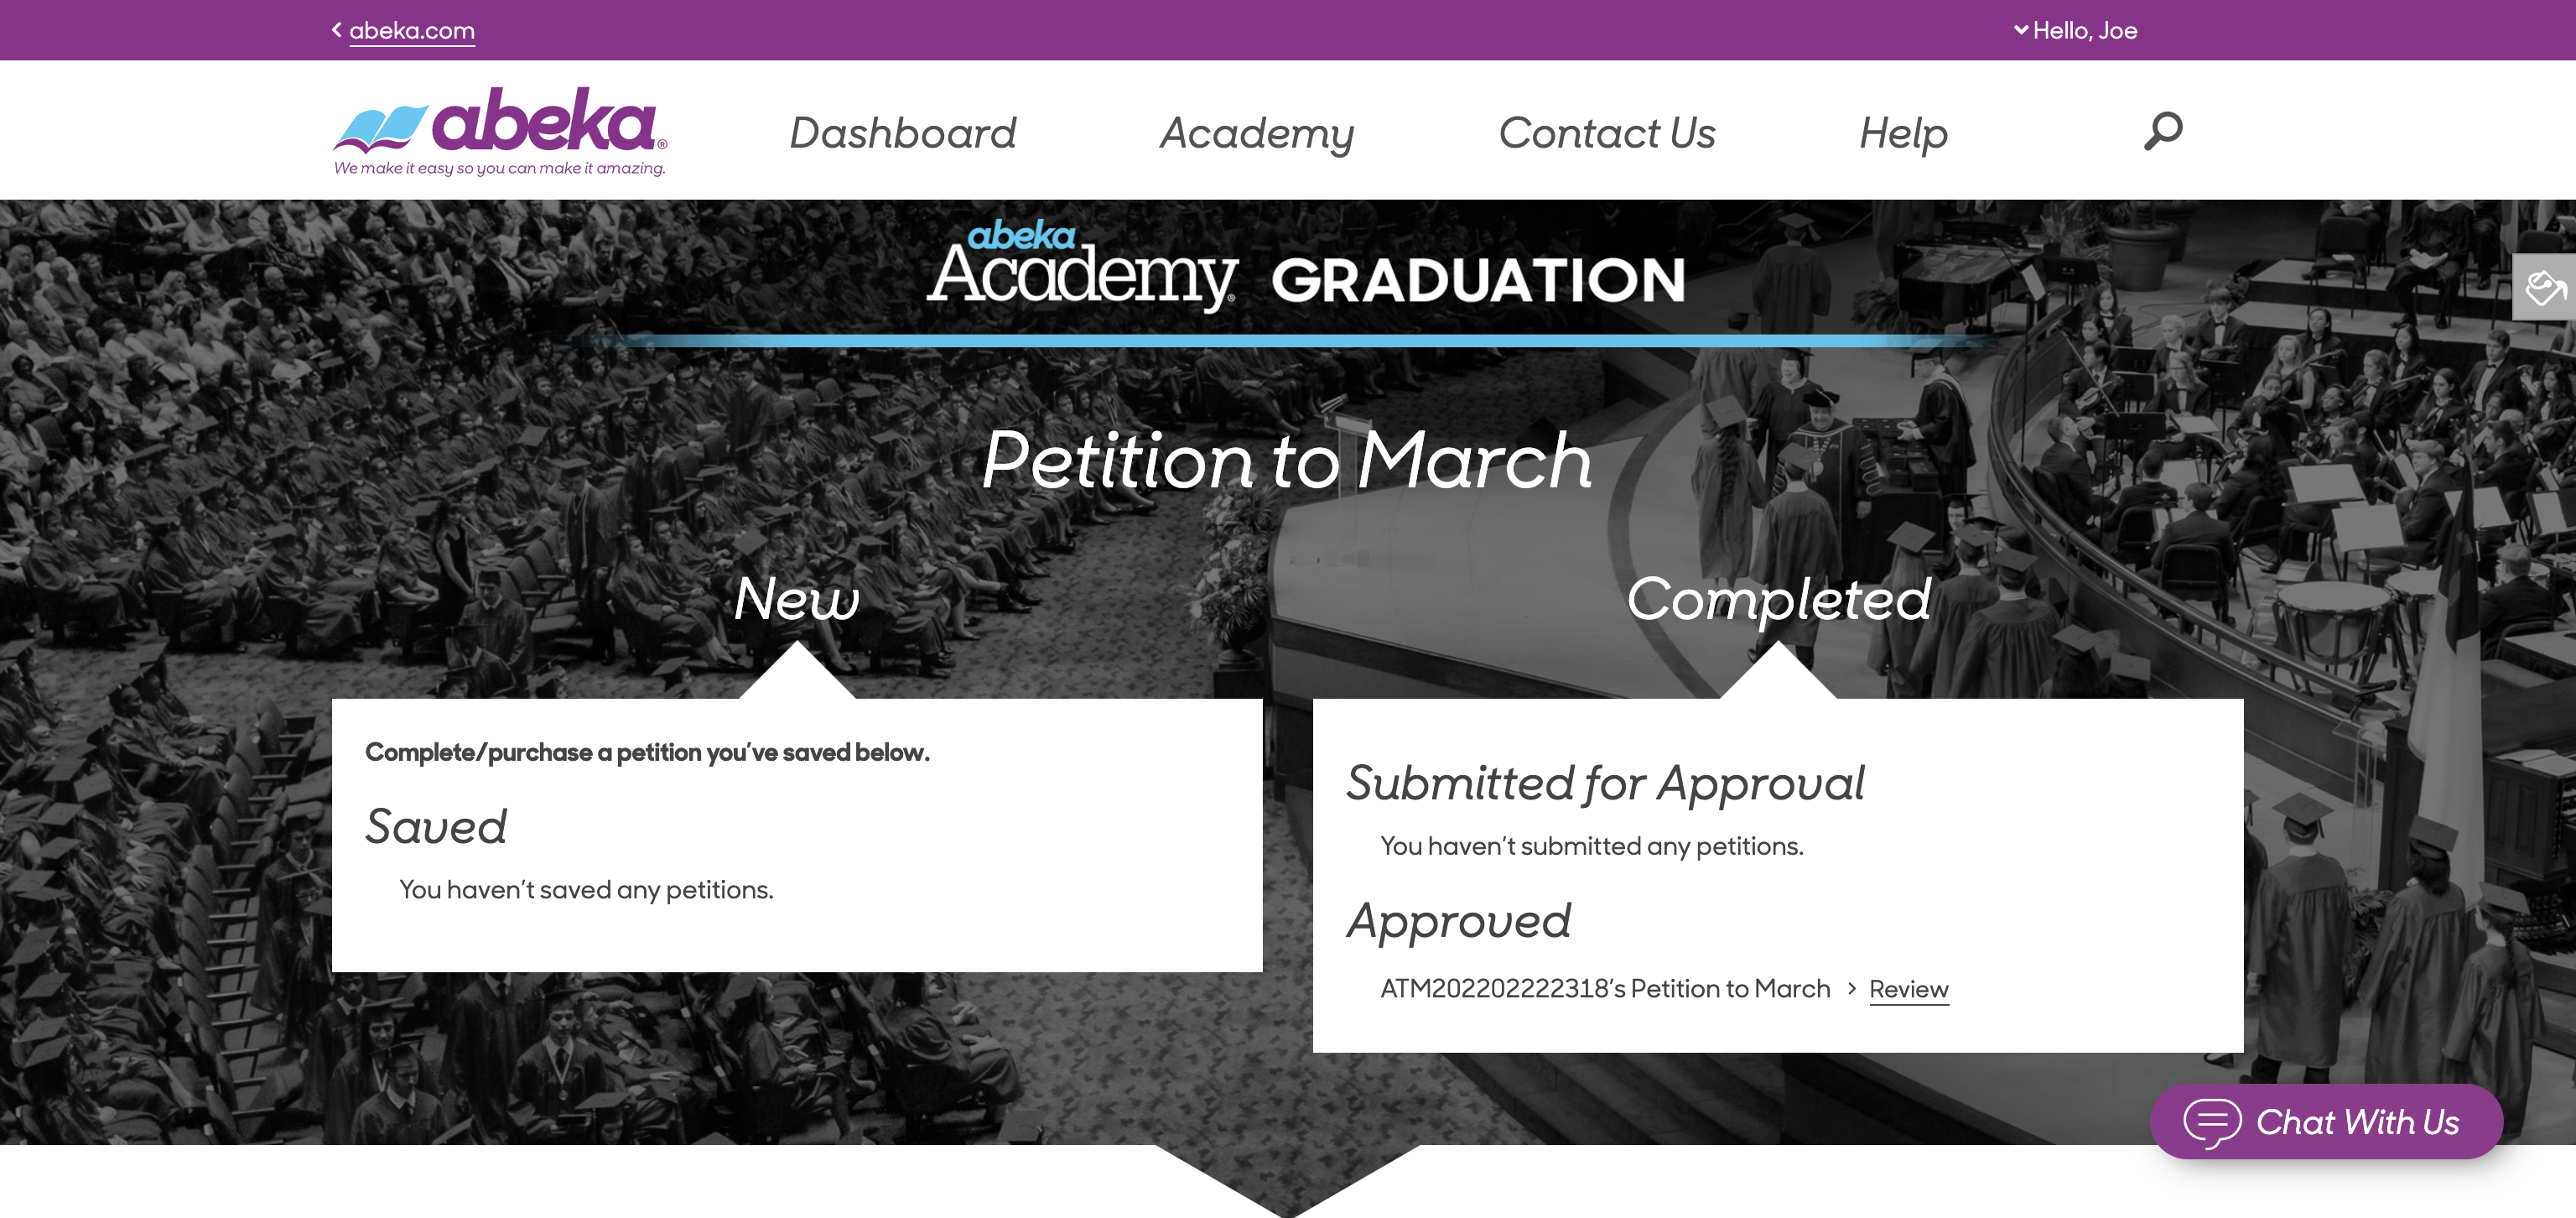 abeka.com
Hello, Joe
abeka®
We make it easy so you can make it amazing.
Dashboard
Academy
Contact Us
Help
abeka
Academy® GRADUATION
Petition to March
New
Completed
Complete/purchase a petition you’ve saved below.
Saved
You haven’t saved any petitions.
Submitted for Approval
You haven’t submitted any petitions.
Approved
ATM202202222318’s Petition to March > Review
Chat With Us